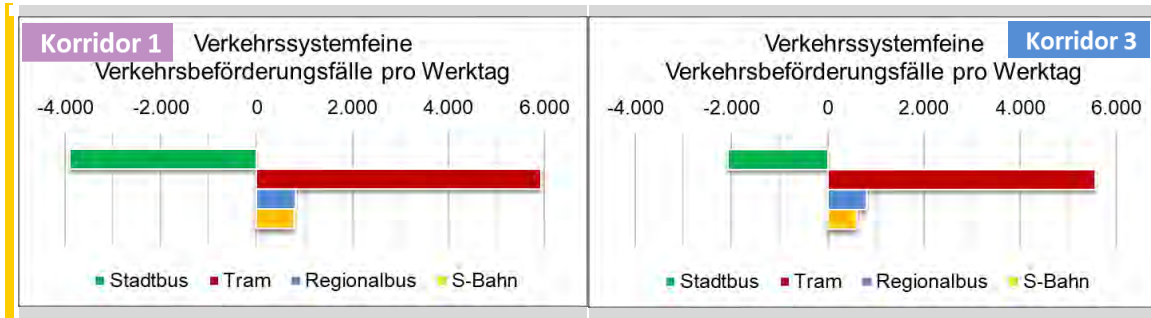 Korridor 1
Verkehrssystemfeine
Verkehrsbeförderungsfälle pro Werktag
-4.000 -2.000 0 2.000 4.000 6.000
Stadtbus Tram Regionalbus S-Bahn
Korridor 3
Verkehrssystemfeine
Verkehrsbeförderungsfälle pro Werktag
-4.000 -2.000 0 2.000 4.000 6.000
Stadtbus Tram Regionalbus S-Bahn